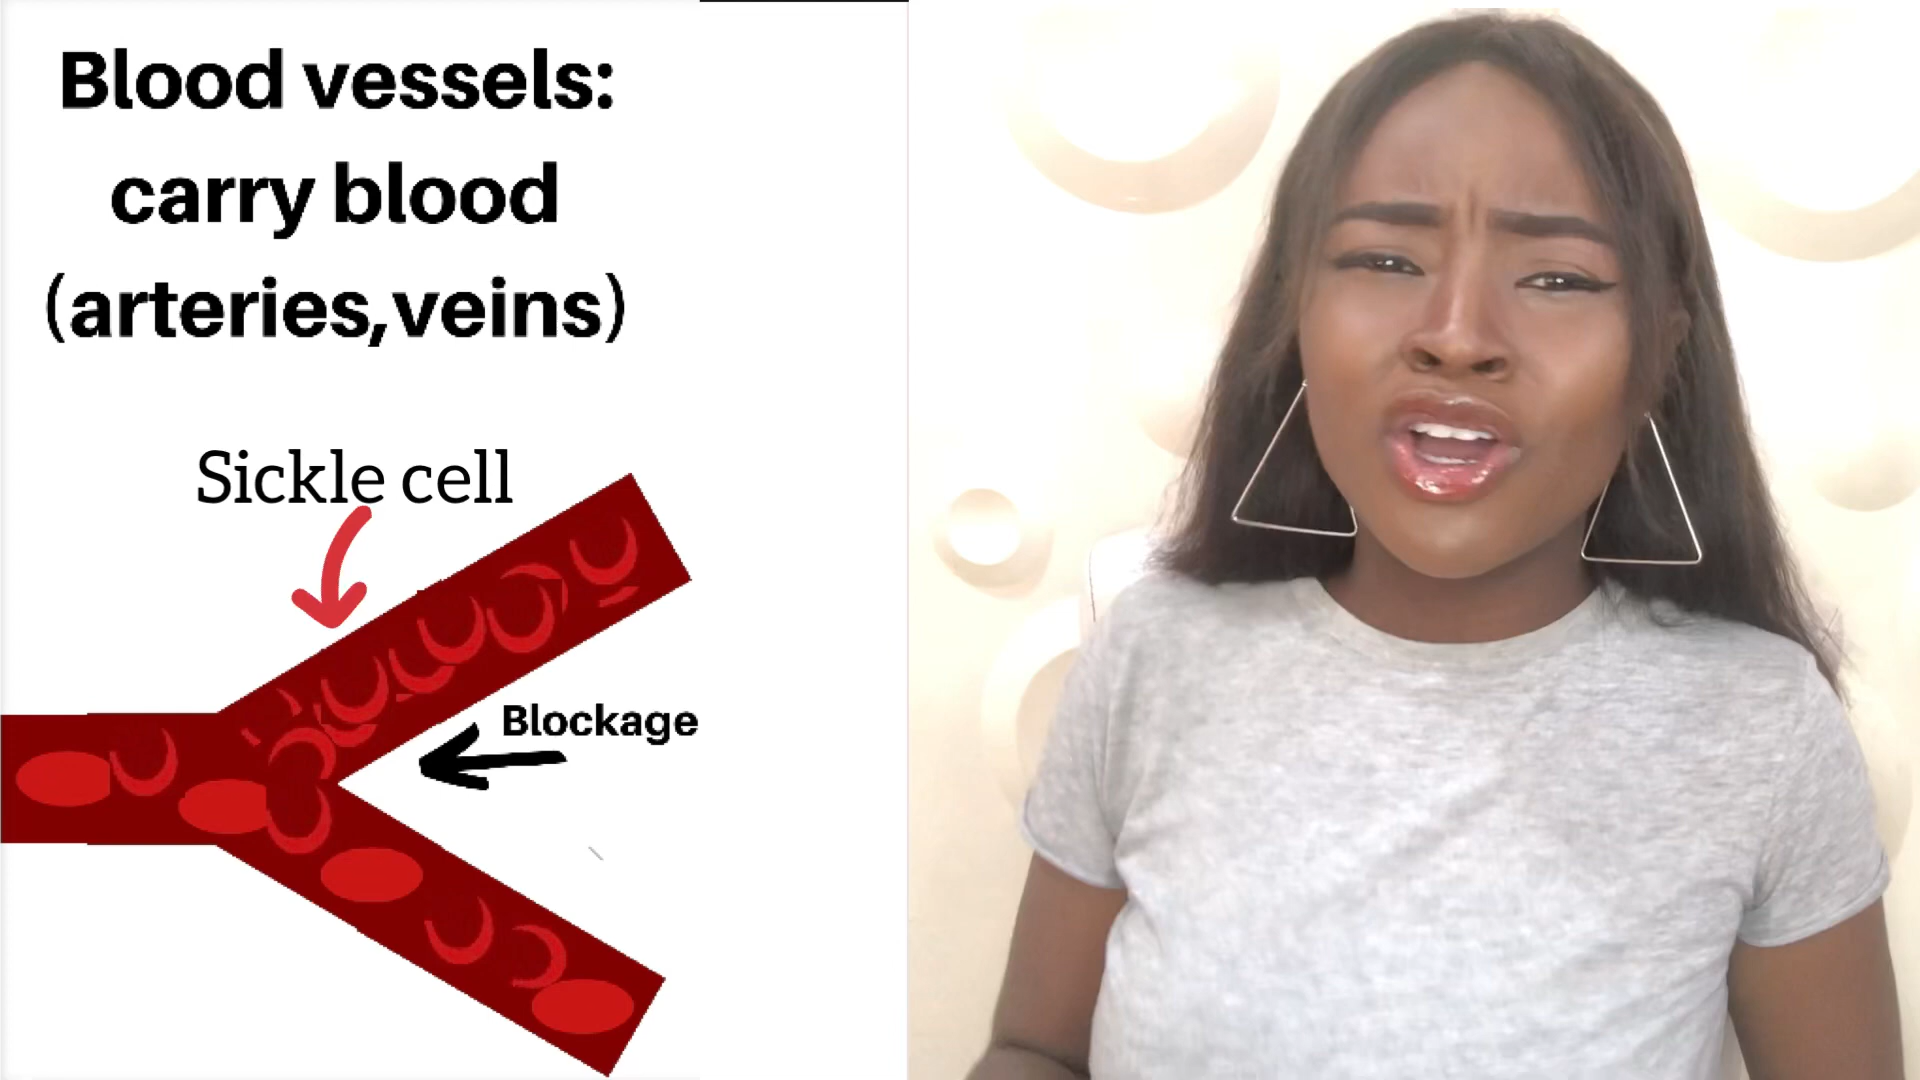 Blood vessels:
carry blood
(arteries,veins)
Sickle cell
Blockage